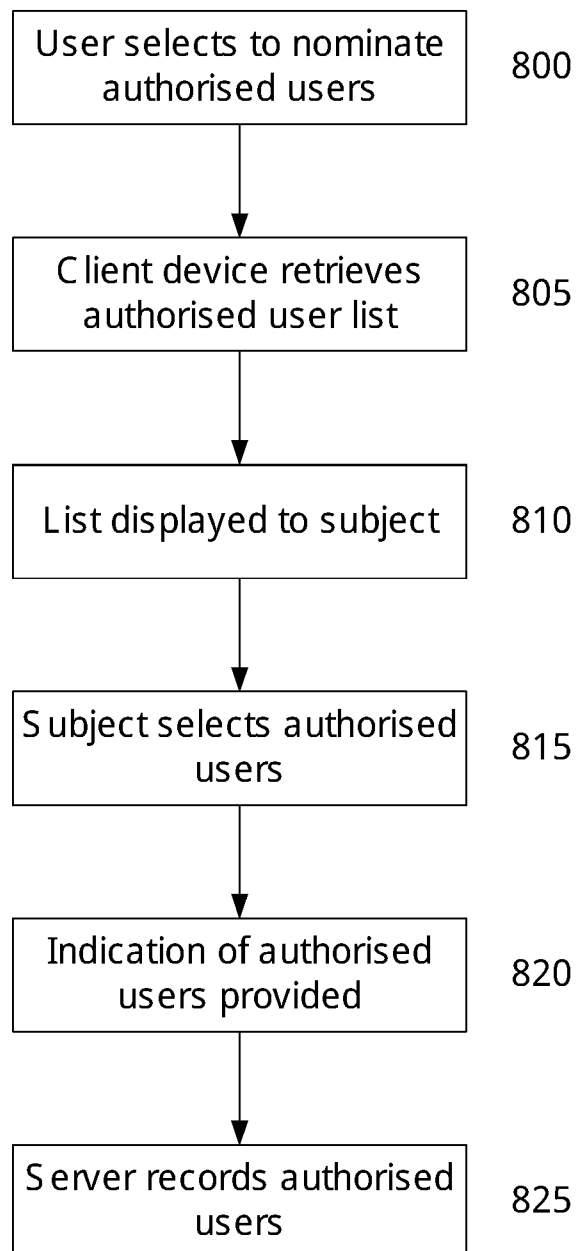 User selects to nominate
authorised users
800
Client device retrieves
authorised user list
805
List displayed to subject
810
Subject selects authorised
users
815
Indication of authorised
users provided
820
Server records authorised
users
825